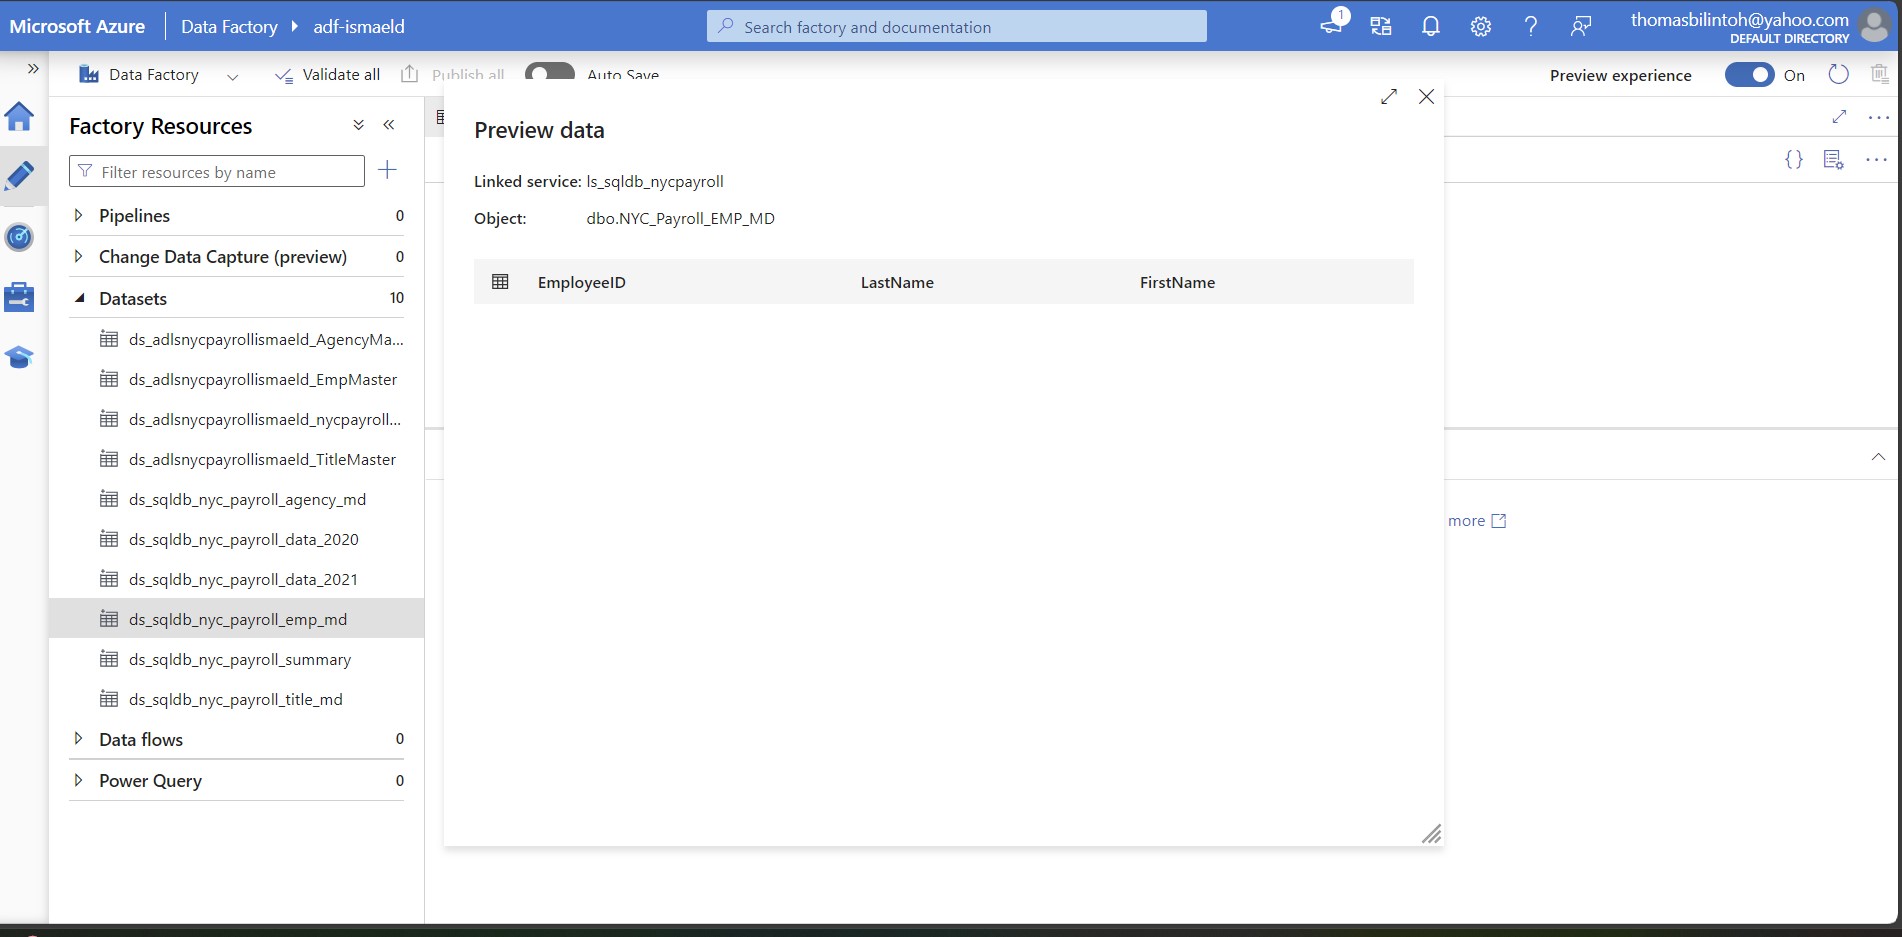 Microsoft Azure
Data Factory
adf-ismaeld
Search factory and documentation
1
thomasbilintoh@yahoo.com
DEFAULT DIRECTORY
Data Factory
Validate all
Publish all
Auto Save
Preview experience
On
Factory Resources
Filter resources by name
Pipelines
0
Change Data Capture (preview)
0
Datasets
10
ds_adlsnycpayrollismaeld_AgencyMa...
ds_adlsnycpayrollismaeld_EmpMaster
ds_adlsnycpayrollismaeld_nycpayroll...
ds_adlsnycpayrollismaeld_TitleMaster
ds_sqldb_nyc_payroll_agency_md
ds_sqldb_nyc_payroll_data_2020
ds_sqldb_nyc_payroll_data_2021
ds_sqldb_nyc_payroll_emp_md
ds_sqldb_nyc_payroll_summary
ds_sqldb_nyc_payroll_title_md
Data flows
0
Power Query
0
Preview data
Linked service: ls_sqldb_nycpayroll
Object: dbo.NYC_Payroll_EMP_MD
EmployeeID LastName FirstName
more